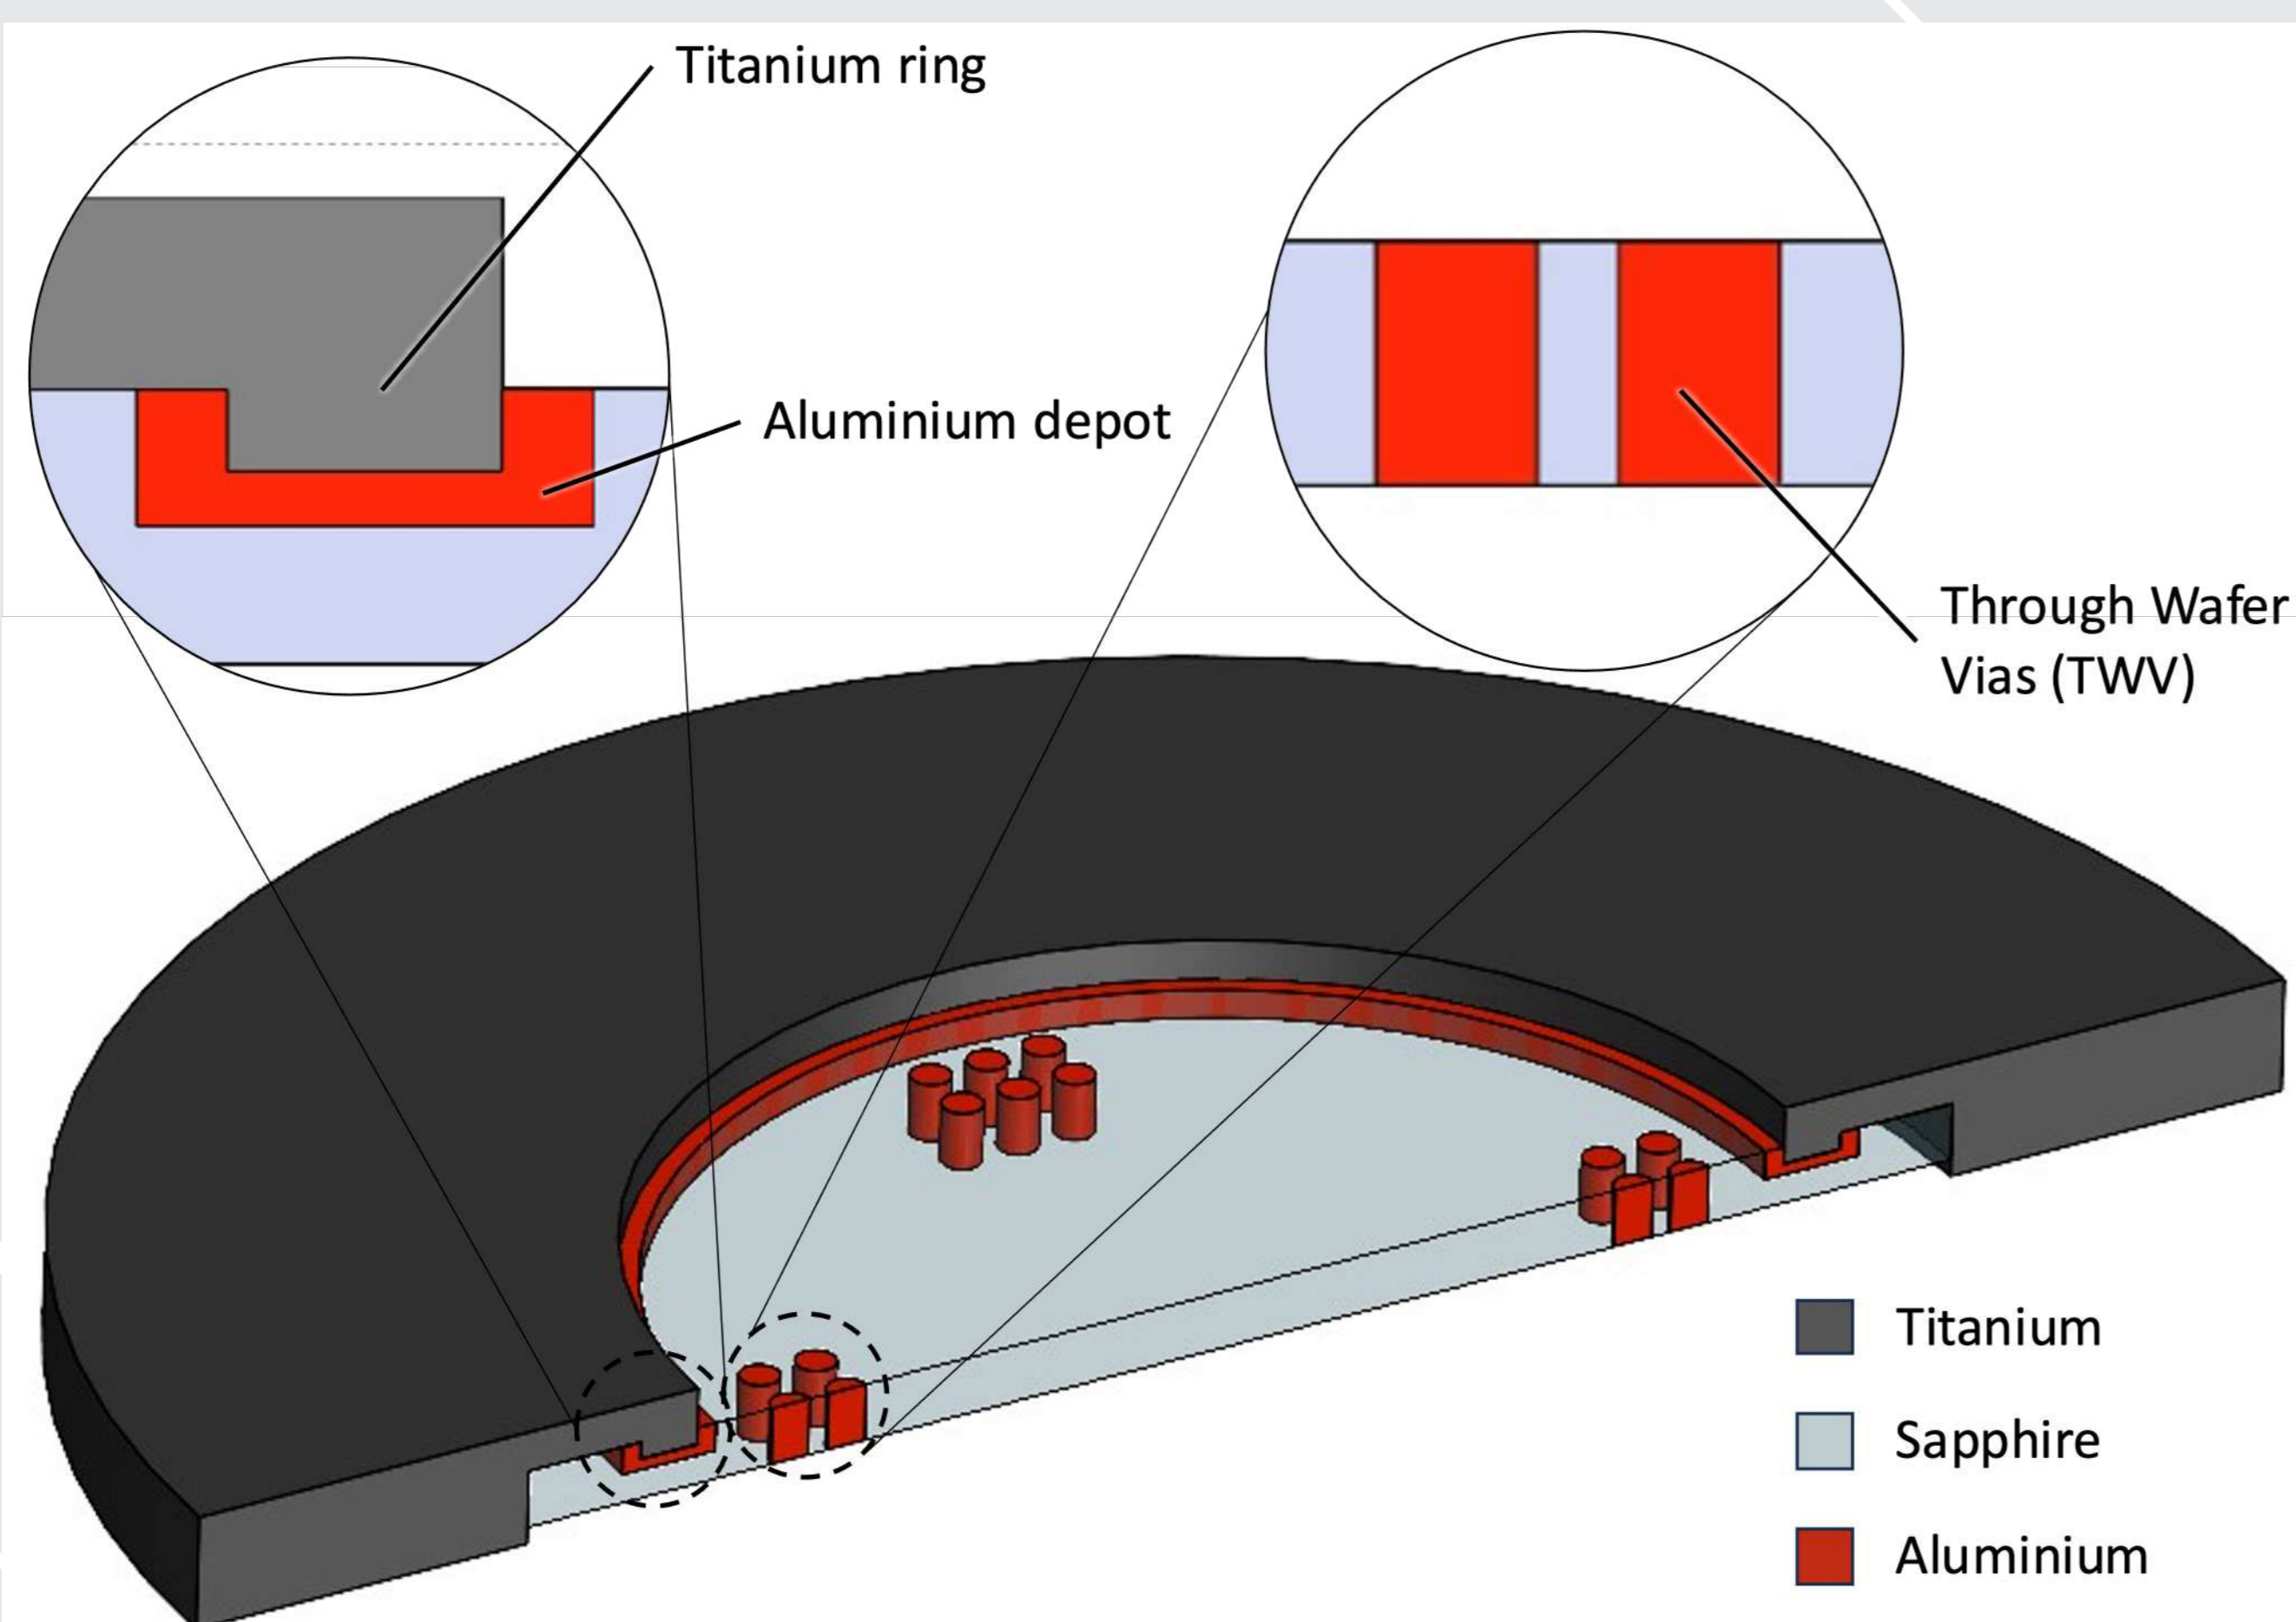 Titanium ring
Aluminium depot
Through Wafer
Vias (TWV)
Titanium
Sapphire
Aluminium